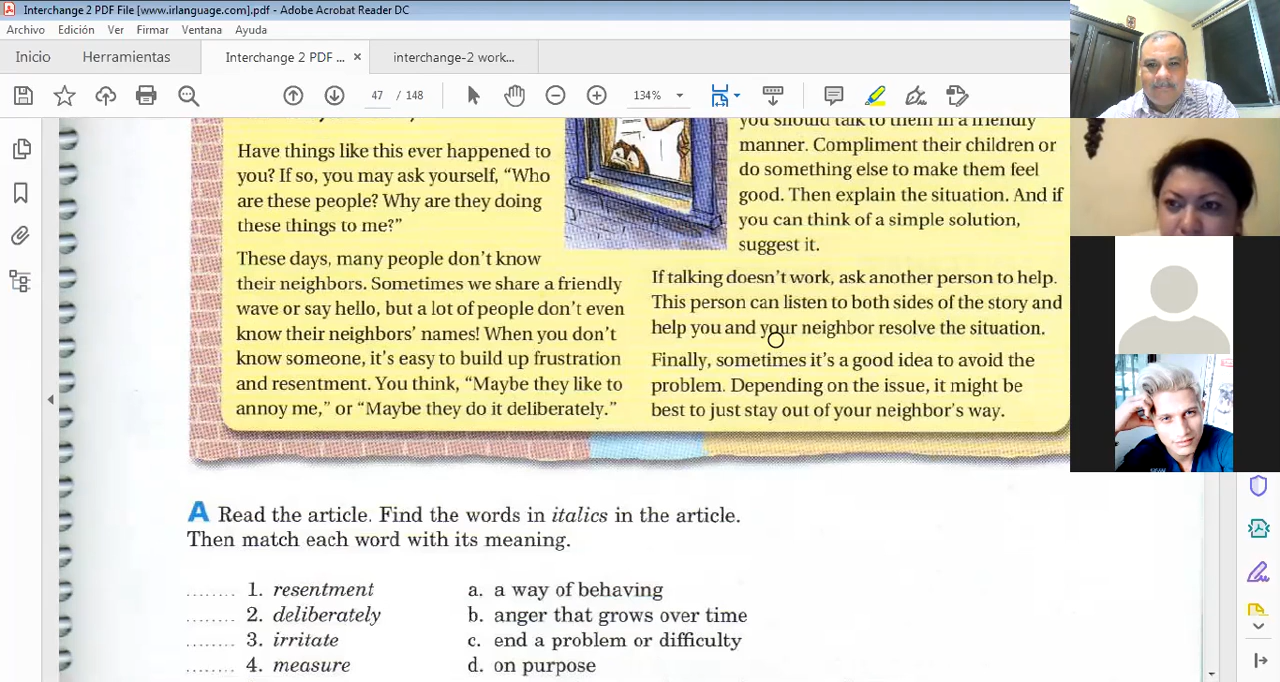 Interchange 2 PDF File [www.irlanguage.com].pdf - Adobe Acrobat Reader DC
Archivo Edición Ver Firmar Ventana Ayuda
Inicio Herramientas Interchange 2 PDF ... × interchange-2 work...
47 / 148 134%
Have things like this ever happened to
you? If so, you may ask yourself, “Who
are these people? Why are they doing
these things to me?”
These days, many people don’t know
their neighbors. Sometimes we share a friendly
wave or say hello, but a lot of people don’t even
know their neighbors’ names! When you don’t
know someone, it’s easy to build up frustration
and resentment. You think, “Maybe they like to
annoy me,” or “Maybe they do it deliberately.”
you should talk to them in a friendly
manner. Compliment their children or
do something else to make them feel
good. Then explain the situation. And if
you can think of a simple solution,
suggest it.
If talking doesn’t work, ask another person to help.
This person can listen to both sides of the story and
help you and your neighbor resolve the situation.
Finally, sometimes it’s a good idea to avoid the
problem. Depending on the issue, it might be
best to just stay out of your neighbor’s way.
A Read the article. Find the words in italics in the article.
Then match each word with its meaning.
........ 1. resentment a. a way of behaving
........ 2. deliberately b. anger that grows over time
........ 3. irritate c. end a problem or difficulty
........ 4. measure d. on purpose